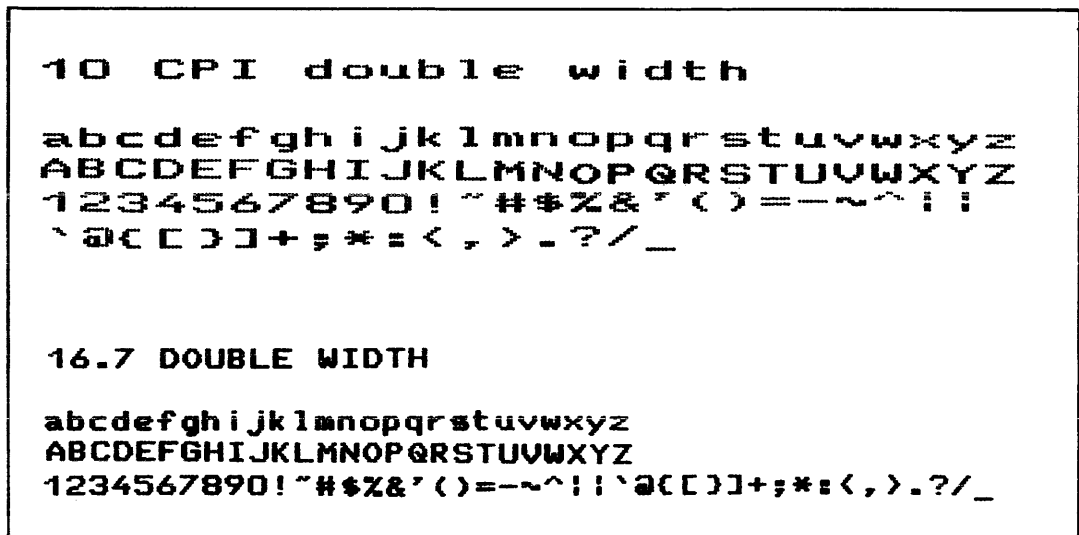 10 CPI double width
abcdefghijklmnopqrstuvwxyz
ABCDEFGHIJKLMNOPQRSTUVWXYZ
1234567890!"#$%&'()=-~^¦¦
`@{[}]+;*:<,>.?/_
16.7 DOUBLE WIDTH
abcdefghijklmnopqrstuvwxyz
ABCDEFGHIJKLMNOPQRSTUVWXYZ
1234567890!"#$%&'()=-~^¦¦`@{[}]+;*:<,>.?/_